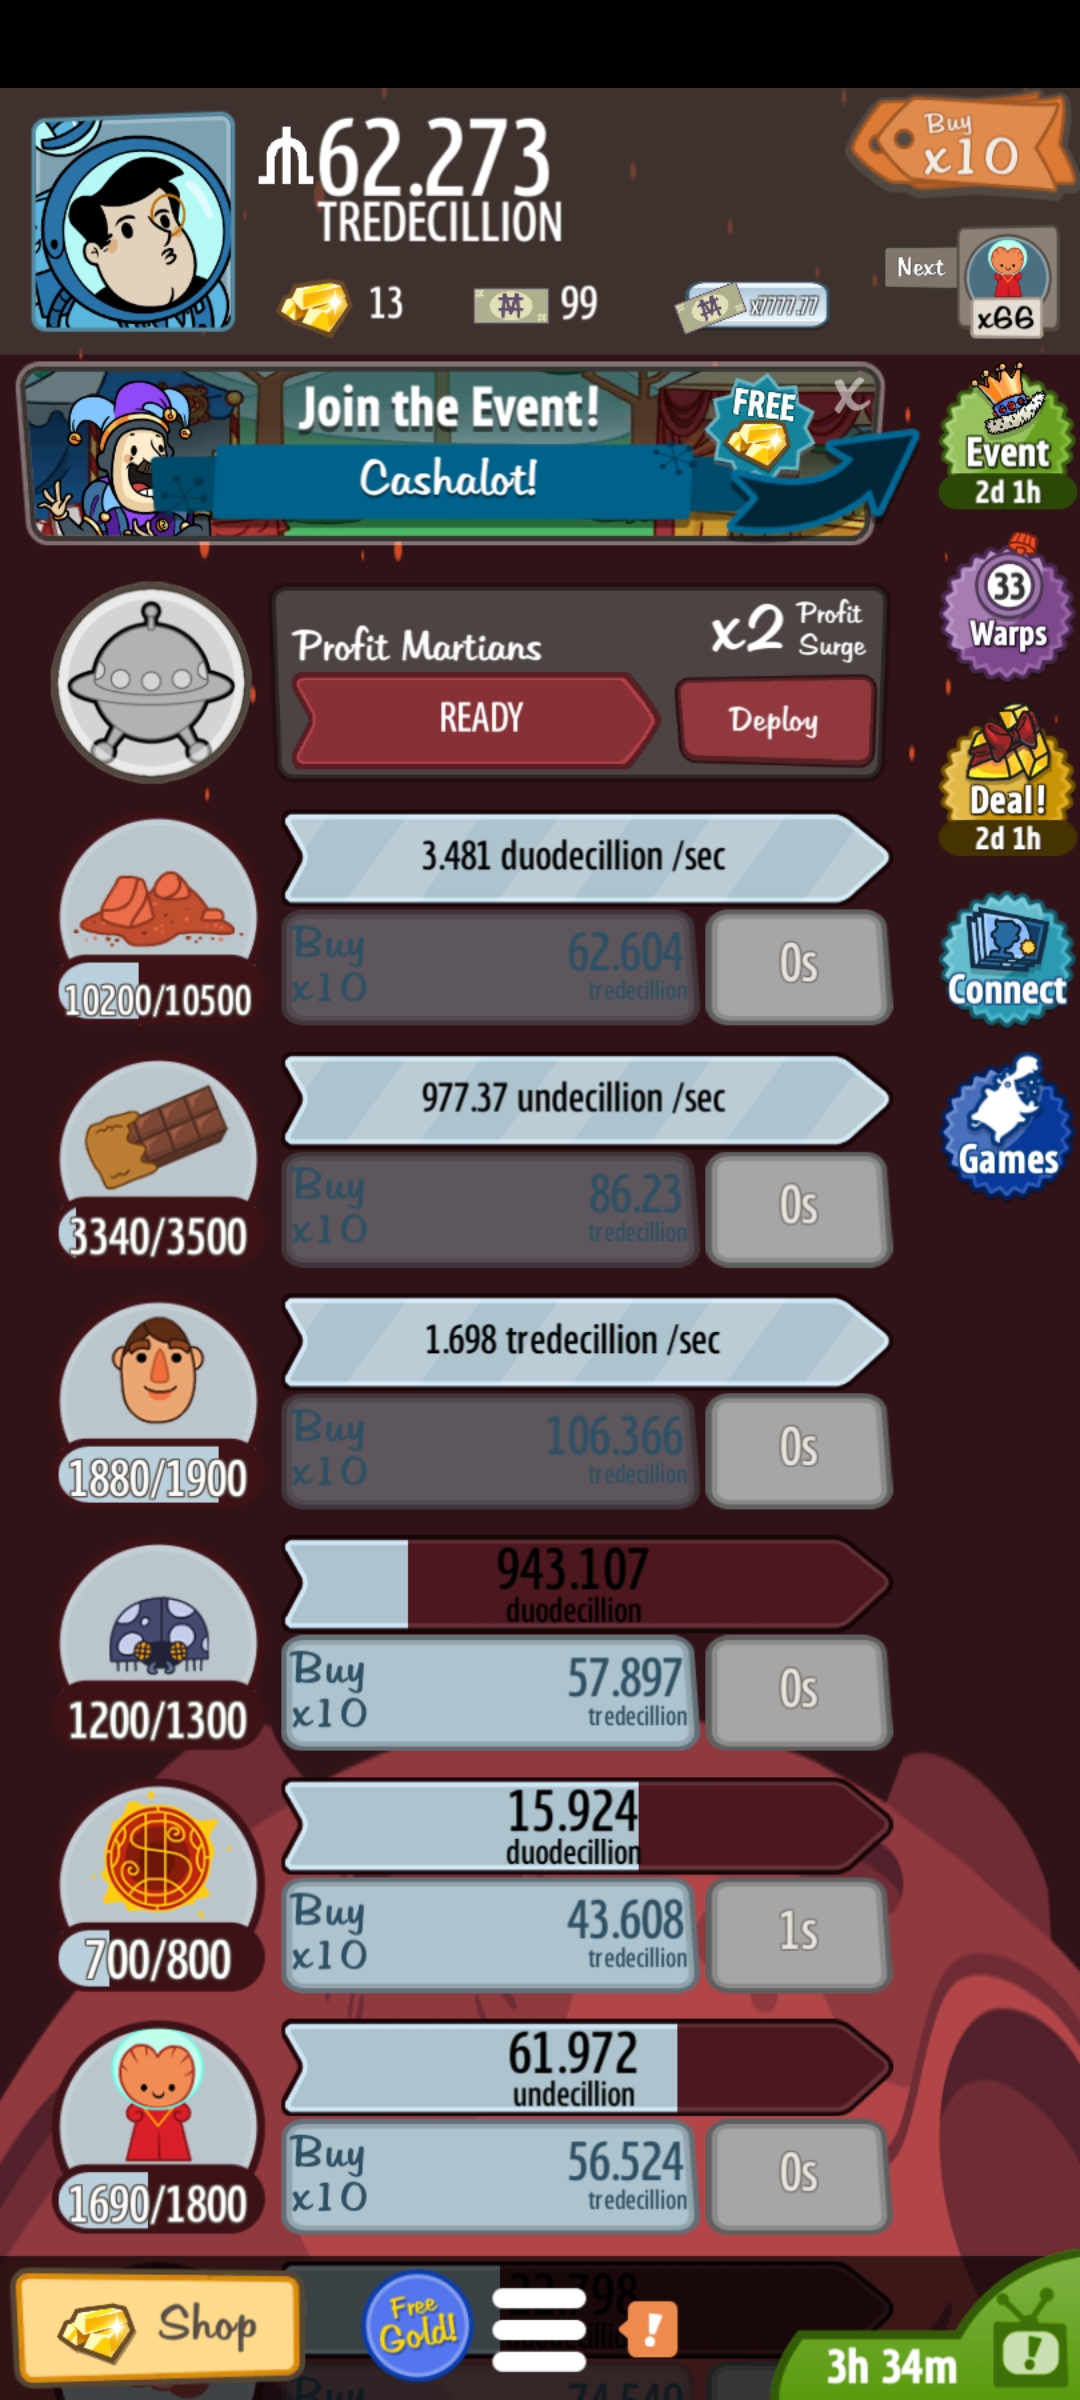 62.273
TREDECILLION
Buy
x10
13
99
x7777.77
Next
x66
Join the Event!
FREE
X
Cashalot!
Event
2d 1h
Profit Martians
x2 Profit Surge
READY
Deploy
33
Warps
Deal!
2d 1h
3.481 duodecillion /sec
Buy x10
62.604
tredecillion
0s
10200/10500
Connect
977.37 undecillion /sec
Buy x10
86.23
tredecillion
0s
3340/3500
Games
1.698 tredecillion /sec
Buy x10
106.366
tredecillion
0s
1880/1900
943.107
duodecillion
Buy x10
57.897
tredecillion
0s
1200/1300
15.924
duodecillion
Buy x10
43.608
tredecillion
1s
700/800
61.972
undecillion
Buy x10
56.524
tredecillion
0s
1690/1800
Shop
Free Gold!
!
3h 34m
!